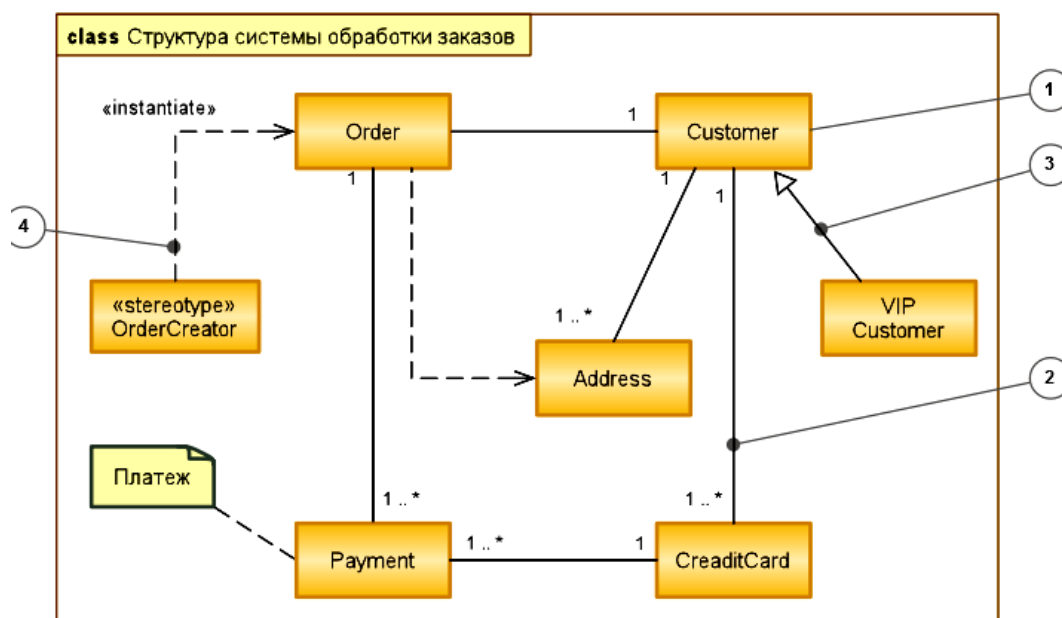 class Структура системы обработки заказов
1
«instantiate»
Order
1
Customer
3
1
1
1
4
«stereotype»
OrderCreator
VIP
Customer
1 .. *
Address
2
Платеж
1 .. *
1 .. *
Payment
1 .. *
1
CreaditCard